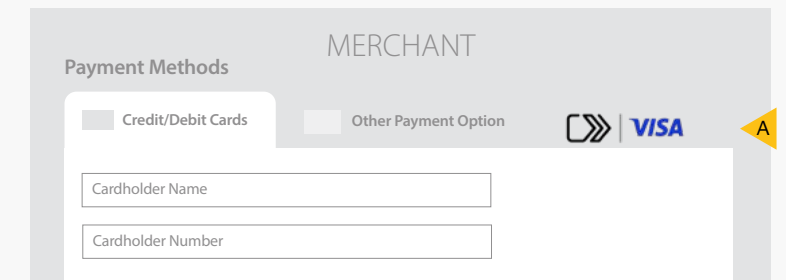 MERCHANT
Payment Methods
Credit/Debit Cards
Other Payment Option
VISA
A
Cardholder Name
Cardholder Number